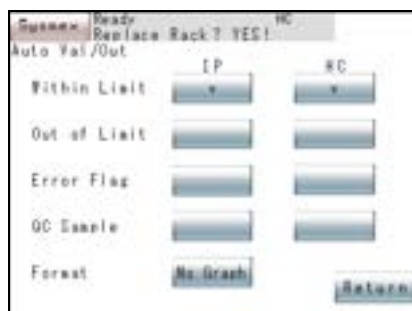 Sysmex Ready HC
Replace Rack? YES!
Auto Val/Out
IP HC
Within Limit * *
Out of Limit
Error Flag
QC Sample
Format No Graph
Return